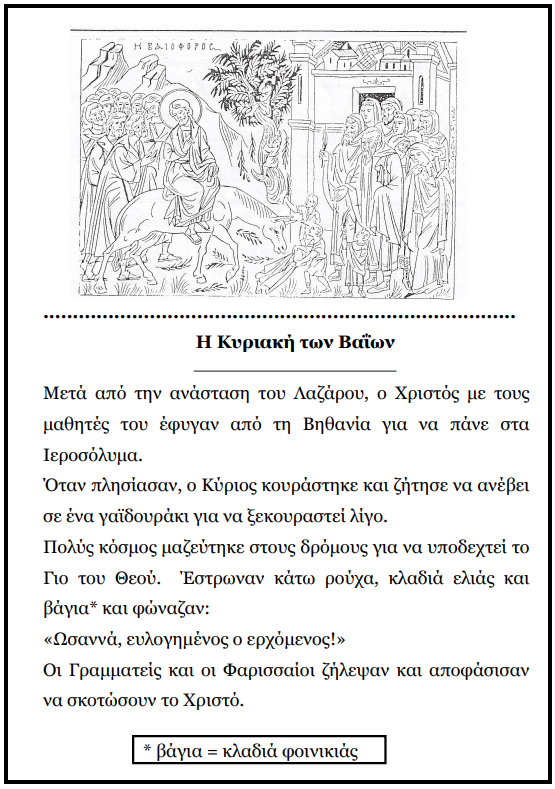 Η ΒΑΙΟΦΟΡΟΣ
Η Κυριακή των Βαΐων
Μετά από την ανάσταση του Λαζάρου, ο Χριστός με τους
μαθητές του έφυγαν από τη Βηθανία για να πάνε στα
Ιεροσόλυμα.
Όταν πλησίασαν, ο Κύριος κουράστηκε και ζήτησε να ανέβει
σε ένα γαϊδουράκι για να ξεκουραστεί λίγο.
Πολύς κόσμος μαζεύτηκε στους δρόμους για να υποδεχτεί το
Γιο του Θεού. Έστρωναν κάτω ρούχα, κλαδιά ελιάς και
βάγια* και φώναζαν:
«Ωσαννά, ευλογημένος ο ερχόμενος!»
Οι Γραμματείς και οι Φαρισσαίοι ζήλεψαν και αποφάσισαν
να σκοτώσουν το Χριστό.
* βάγια = κλαδιά φοινικιάς